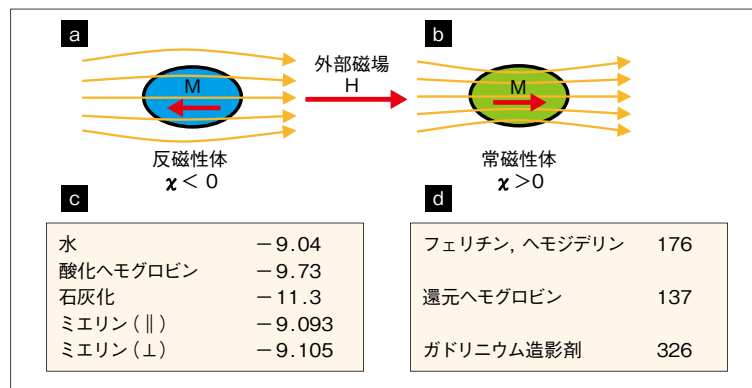 a
M
反磁性体
χ < 0
外部磁場
H
b
M
常磁性体
χ >0
c
水 −9.04
酸化ヘモグロビン −9.73
石灰化 −11.3
ミエリン(∥) −9.093
ミエリン(⊥) −9.105
d
フェリチン，ヘモジデリン 176
還元ヘモグロビン 137
ガドリニウム造影剤 326